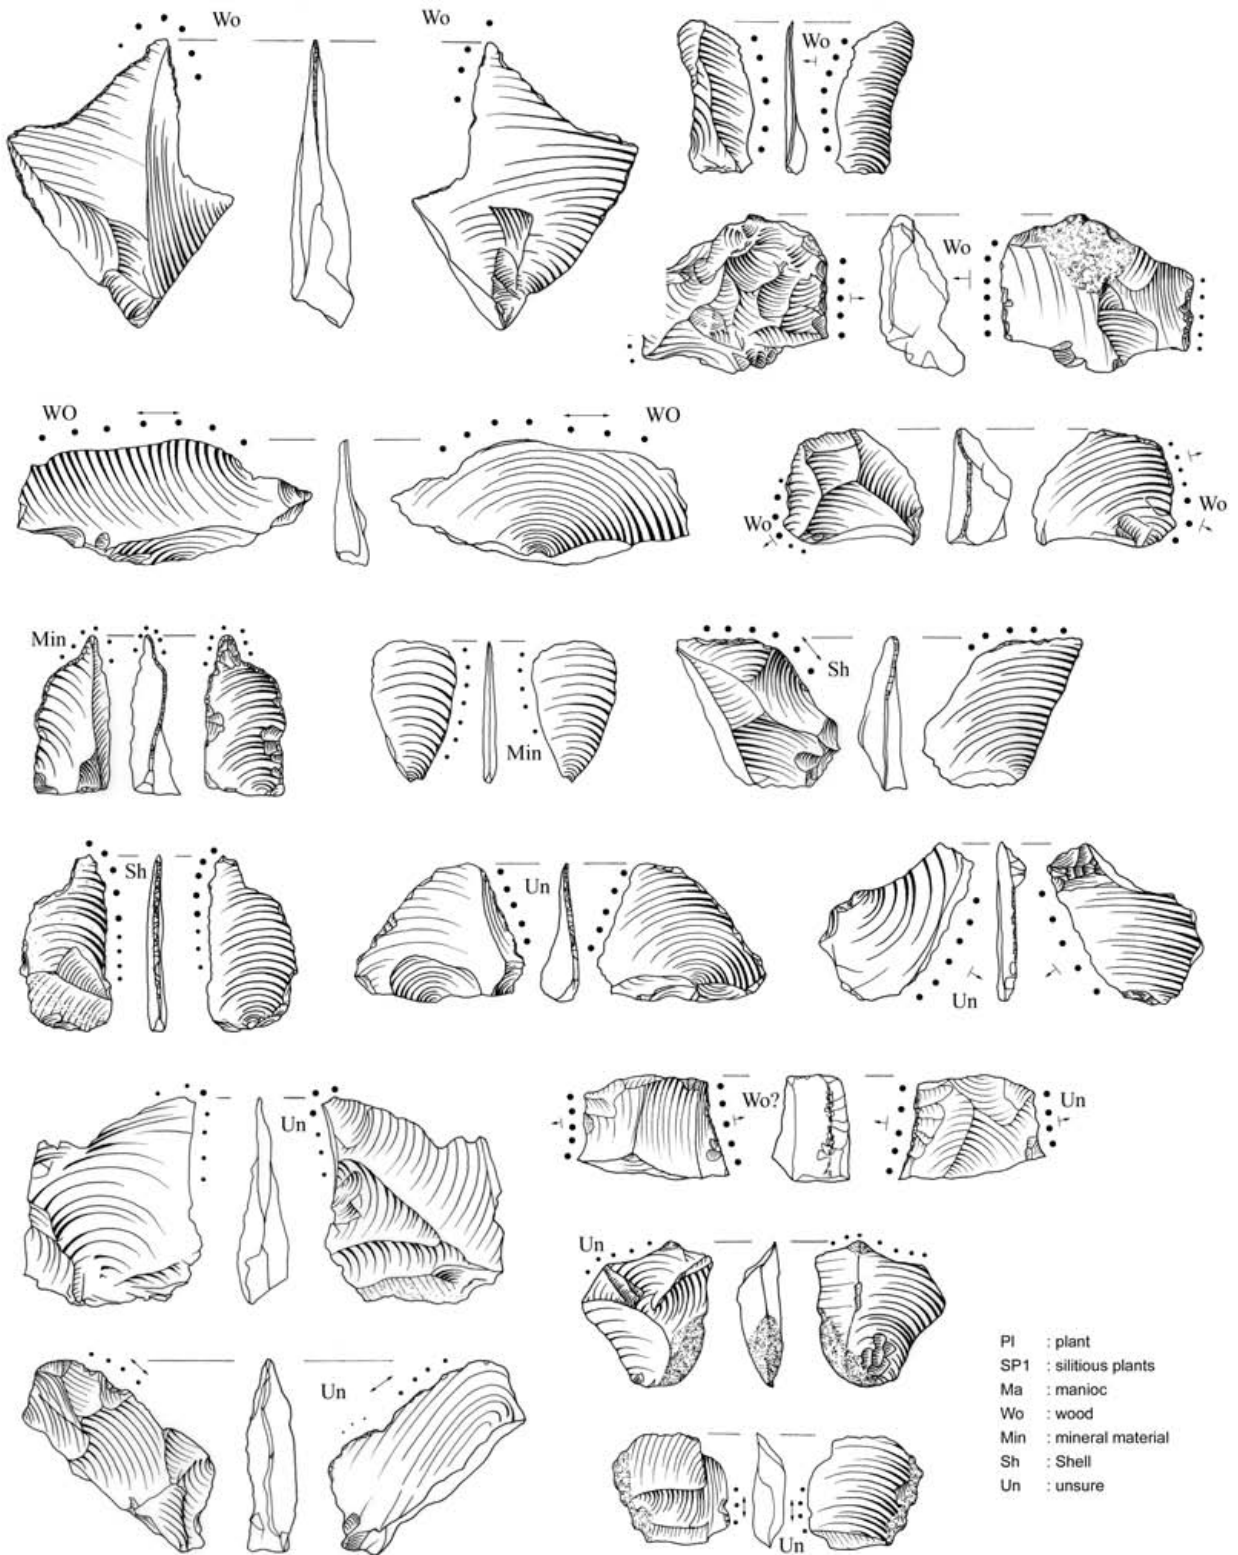 Wo Wo
Wo
Wo
WO WO
Wo Wo
Min
Min
Sh
Sh
Un
Un
Un
Wo? Un
Un
Un
Un
Pl : plant
SP1 : silitious plants
Ma : manioc
Wo : wood
Min : mineral material
Sh : Shell
Un : unsure